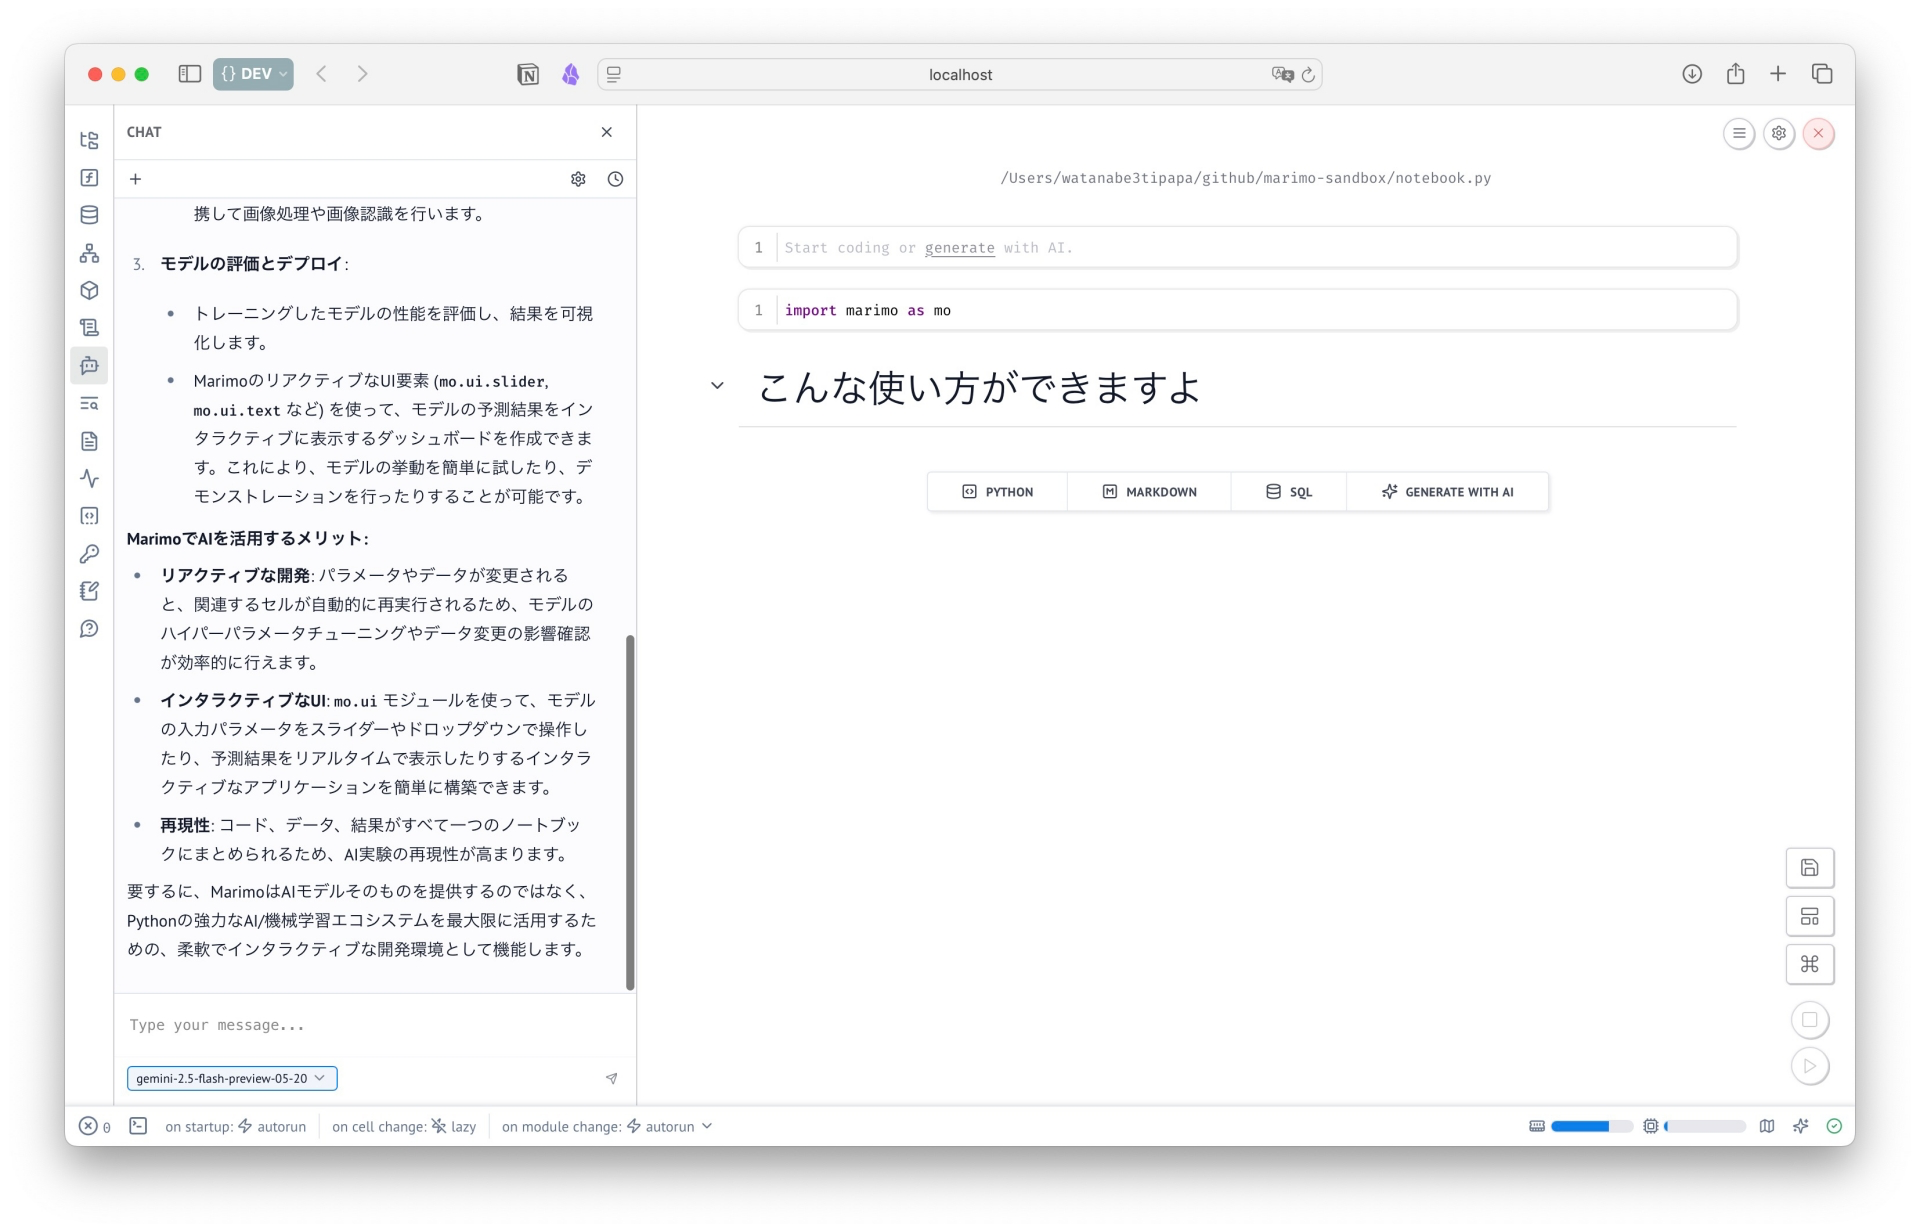 {} DEV
localhost
CHAT
携して画像処理や画像認識を行います。
3. モデルの評価とデプロイ:
• トレーニングしたモデルの性能を評価し、結果を可視
化します。
• MarimoのリアクティブなUI要素 (mo.ui.slider,
mo.ui.text など) を使って、モデルの予測結果をイン
タラクティブに表示するダッシュボードを作成できま
す。これにより、モデルの挙動を簡単に試したり、デ
モンストレーションを行ったりすることが可能です。
MarimoでAIを活用するメリット:
• リアクティブな開発: パラメータやデータが変更される
と、関連するセルが自動的に再実行されるため、モデルの
ハイパーパラメータチューニングやデータ変更の影響確認
が効率的に行えます。
• インタラクティブなUI: mo.ui モジュールを使って、モデル
の入力パラメータをスライダーやドロップダウンで操作し
たり、予測結果をリアルタイムで表示したりするインタラ
クティブなアプリケーションを簡単に構築できます。
• 再現性: コード、データ、結果がすべて一つのノートブッ
クにまとめられるため、AI実験の再現性が高まります。
要するに、MarimoはAIモデルそのものを提供するのではなく、
Pythonの強力なAI/機械学習エコシステムを最大限に活用するた
めの、柔軟でインタラクティブな開発環境として機能します。
Type your message...
gemini-2.5-flash-preview-05-20
/Users/watanabe3tipapa/github/marimo-sandbox/notebook.py
1 Start coding or generate with AI.
1 import marimo as mo
こんな使い方ができますよ
PYTHON MARKDOWN SQL GENERATE WITH AI
0 on startup: autorun on cell change: lazy on module change: autorun